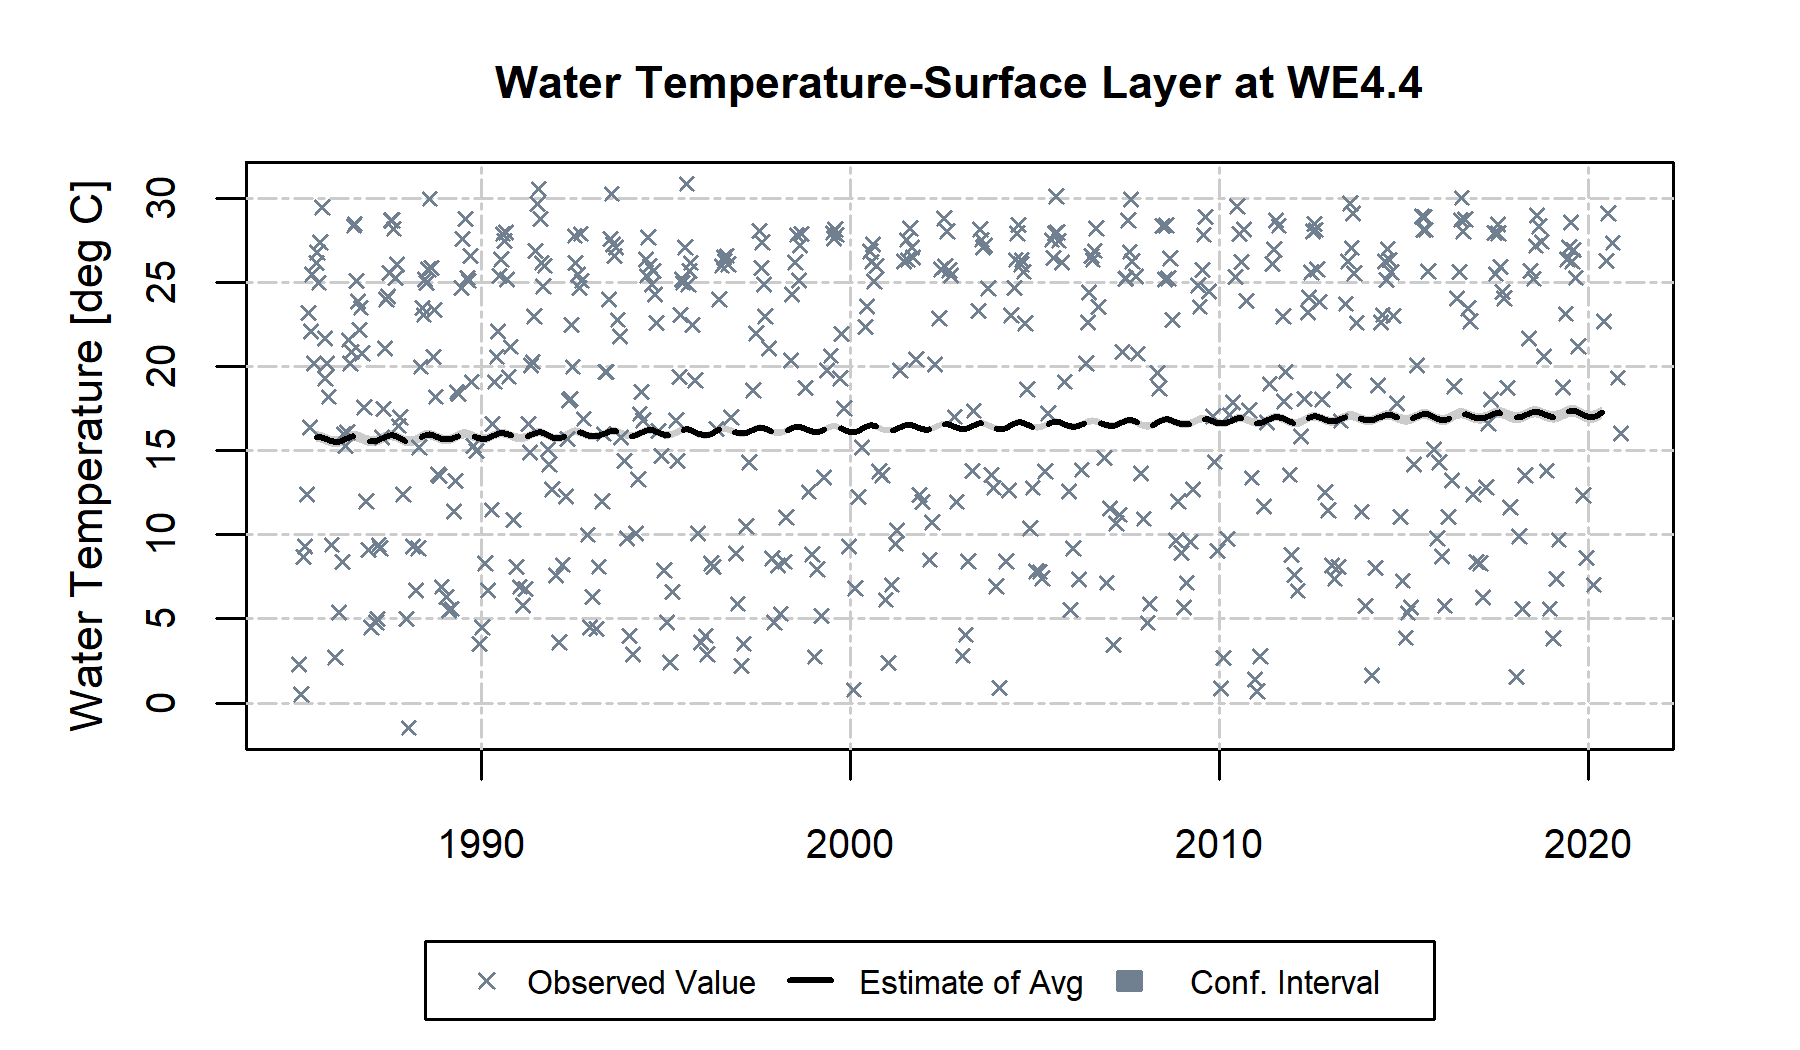 Water Temperature-Surface Layer at WE4.4
Water Temperature [deg C]
30
25
20
15
10
5
0
1990 2000 2010 2020
Observed Value Estimate of Avg Conf. Interval